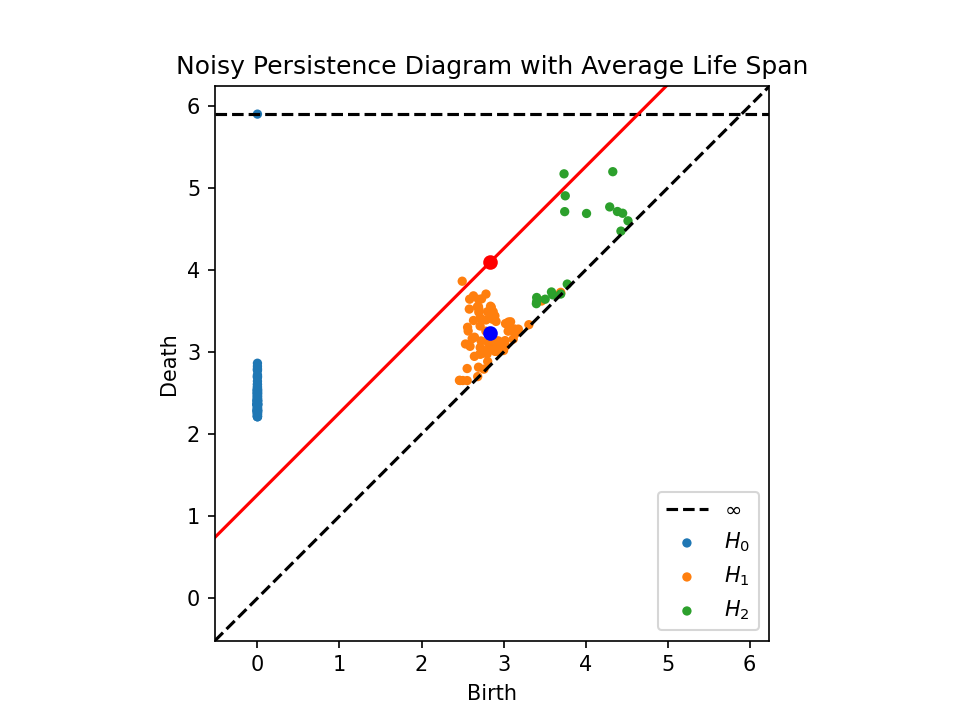 Noisy Persistence Diagram with Average Life Span
6
5
4
3
2
1
0
Death
0 1 2 3 4 5 6
Birth
∞
H₀
H₁
H₂